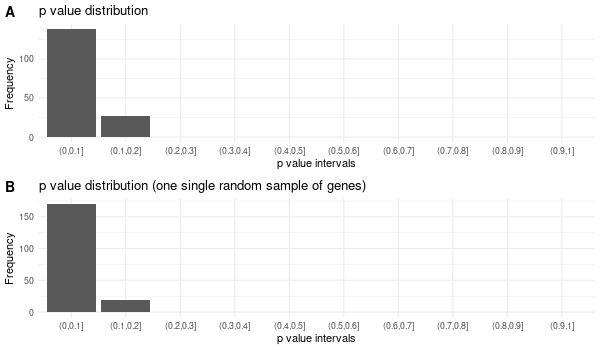 A p value distribution
Frequency
100
50
0
(0,0.1] (0.1,0.2] (0.2,0.3] (0.3,0.4] (0.4,0.5] (0.5,0.6] (0.6,0.7] (0.7,0.8] (0.8,0.9] (0.9,1]
p value intervals
B p value distribution (one single random sample of genes)
Frequency
150
100
50
0
(0,0.1] (0.1,0.2] (0.2,0.3] (0.3,0.4] (0.4,0.5] (0.5,0.6] (0.6,0.7] (0.7,0.8] (0.8,0.9] (0.9,1]
p value intervals